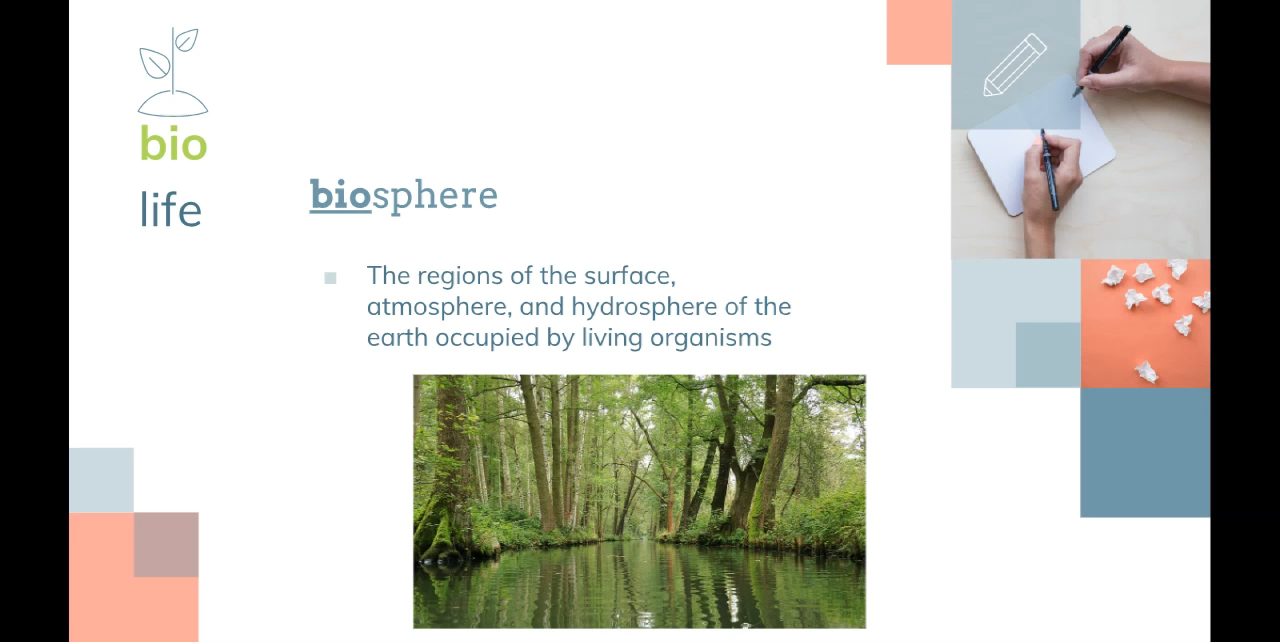 bio
life
biosphere
The regions of the surface,
atmosphere, and hydrosphere of the
earth occupied by living organisms